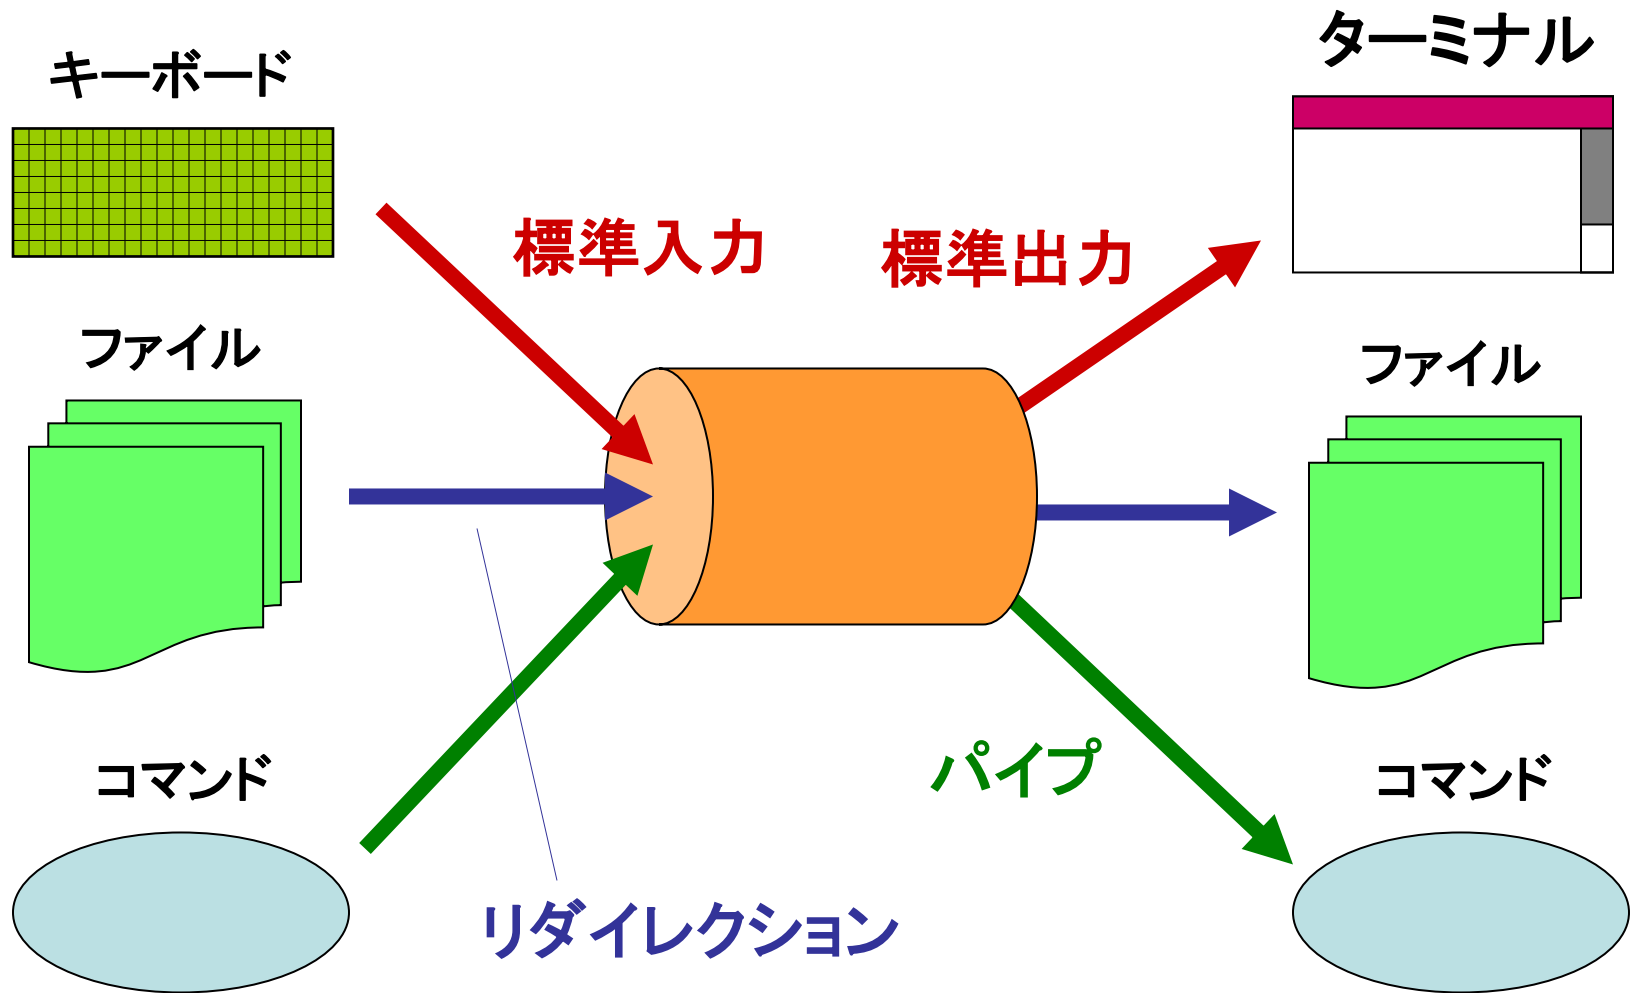 キーボード
ターミナル
標準入力
標準出力
ファイル
ファイル
パイプ
コマンド
コマンド
リダイレクション